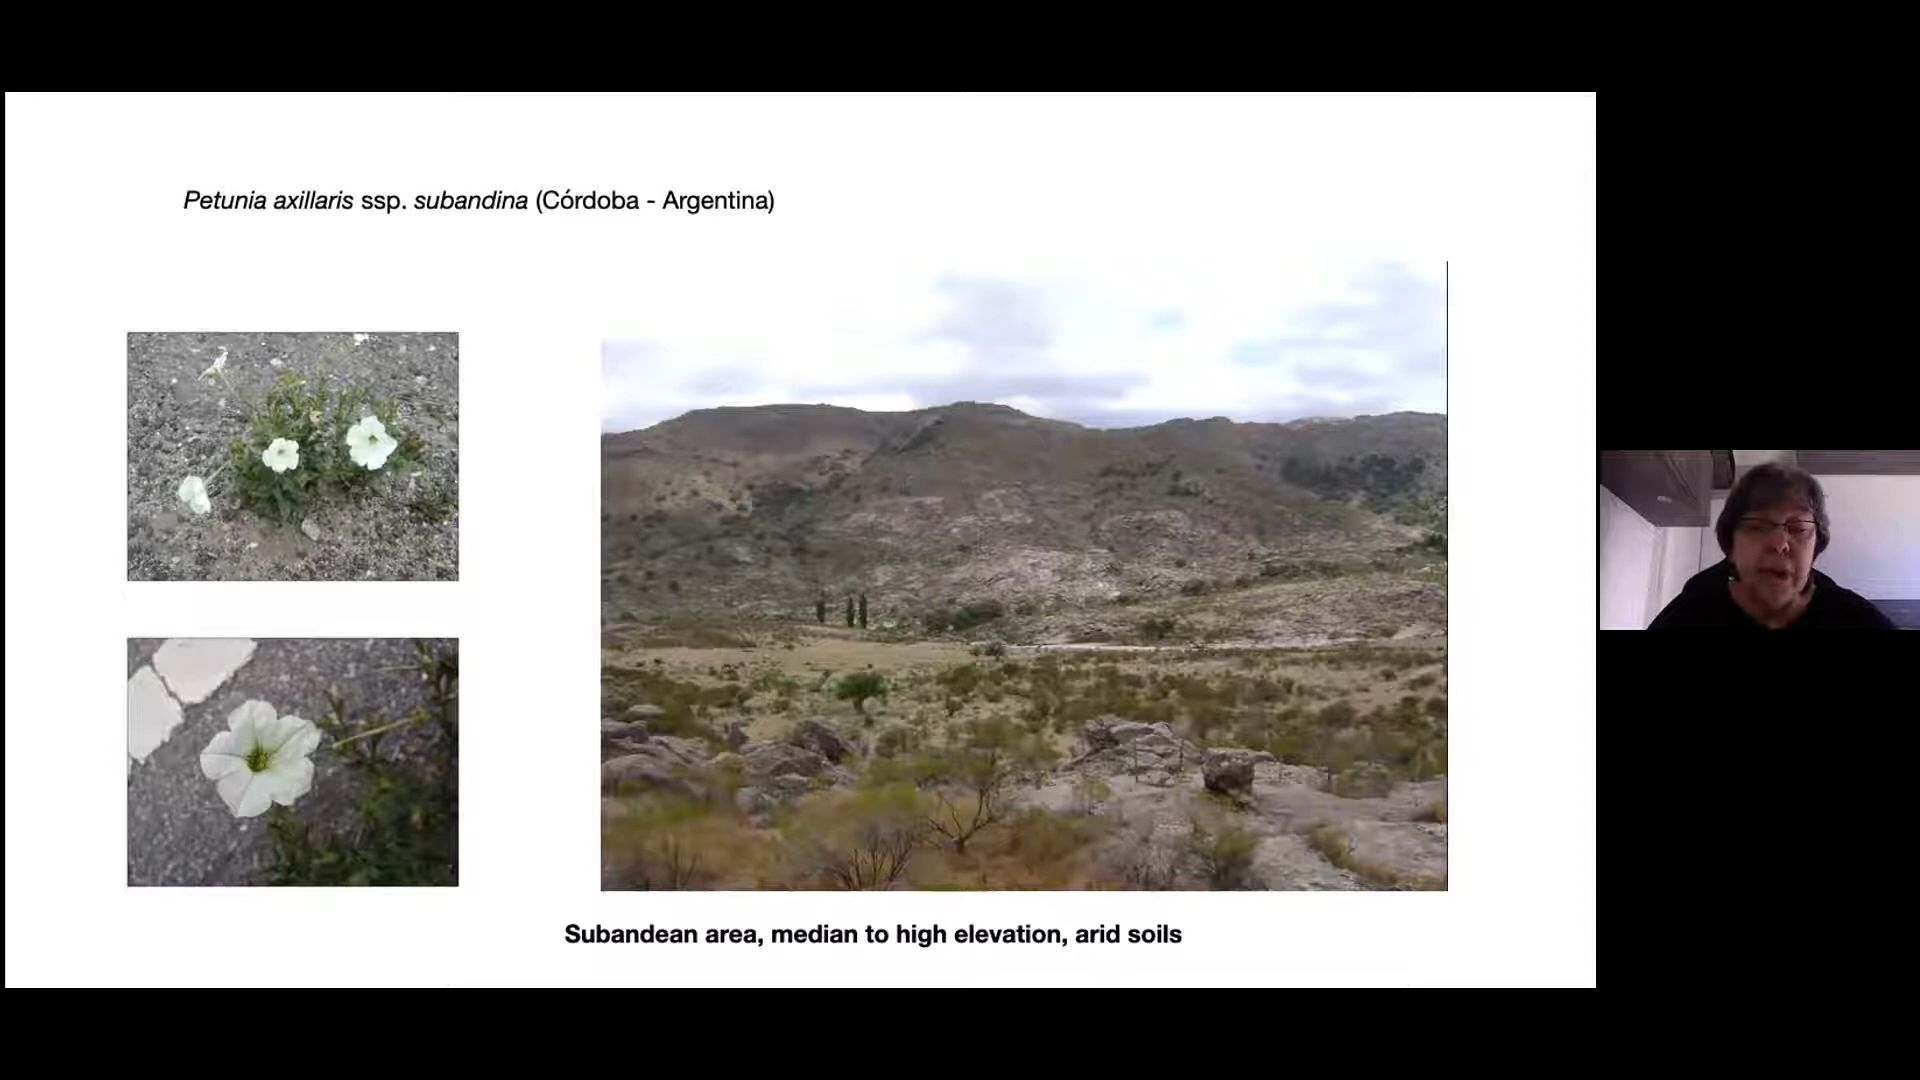 Petunia axillaris ssp. subandina (Córdoba - Argentina)
Subandean area, median to high elevation, arid soils